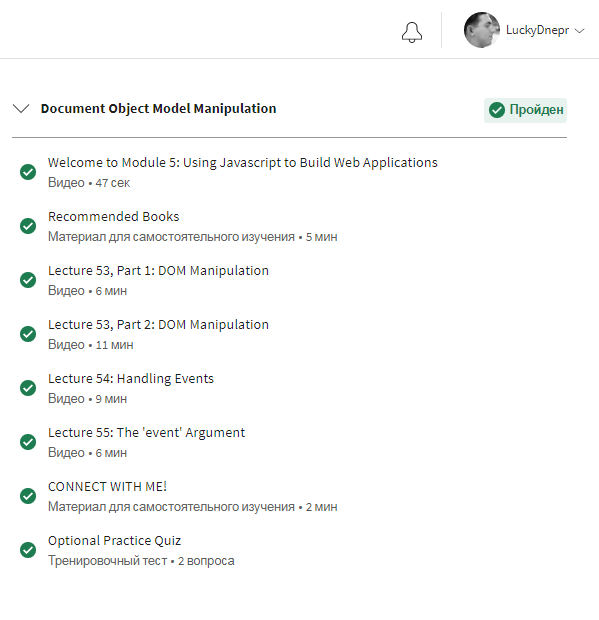 LuckyDnepr
Document Object Model Manipulation
Пройден
Welcome to Module 5: Using Javascript to Build Web Applications
Видео • 47 сек
Recommended Books
Материал для самостоятельного изучения • 5 мин
Lecture 53, Part 1: DOM Manipulation
Видео • 6 мин
Lecture 53, Part 2: DOM Manipulation
Видео • 11 мин
Lecture 54: Handling Events
Видео • 9 мин
Lecture 55: The 'event' Argument
Видео • 6 мин
CONNECT WITH ME!
Материал для самостоятельного изучения • 2 мин
Optional Practice Quiz
Тренировочный тест • 2 вопроса